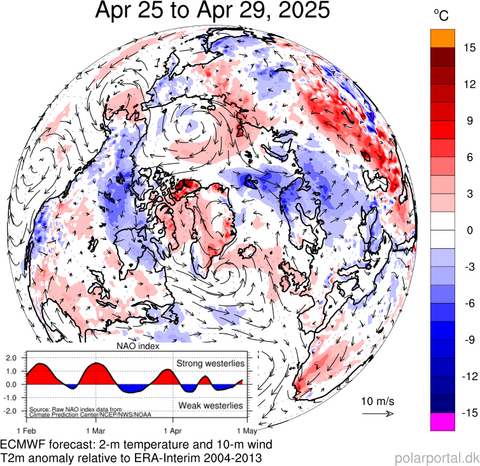 Apr 25 to Apr 29, 2025
°C
15
12
9
6
3
0
-3
-6
-9
-12
-15
10 m/s
NAO index
2.0
1.0
0.0
-1.0
-2.0
Strong westerlies
Weak westerlies
Source: Raw NAO index data from
Climate Prediction Center/NCEP/NWS/NOAA
1 Feb
1 Mar
1 Apr
1 May
ECMWF forecast: 2-m temperature and 10-m wind
T2m anomaly relative to ERA-Interim 2004-2013
polarportal.dk